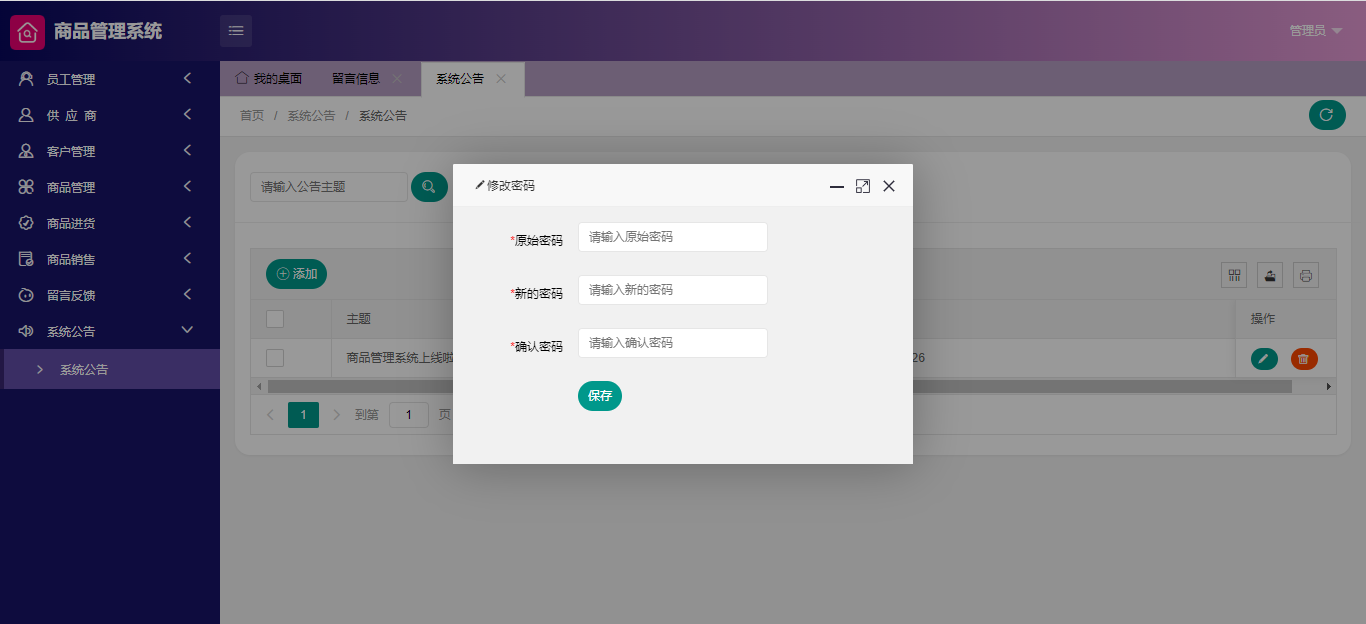 商品管理系统
管理员
员工管理
供 应 商
客户管理
商品管理
商品进货
商品销售
留言反馈
系统公告
系统公告
我的桌面 留言信息 系统公告
首页 / 系统公告 / 系统公告
请输入公告主题
添加
主题 操作
商品管理系统上线啦 26
1 到第 1 页
修改密码
*原始密码 请输入原始密码
*新的密码 请输入新的密码
*确认密码 请输入确认密码
保存